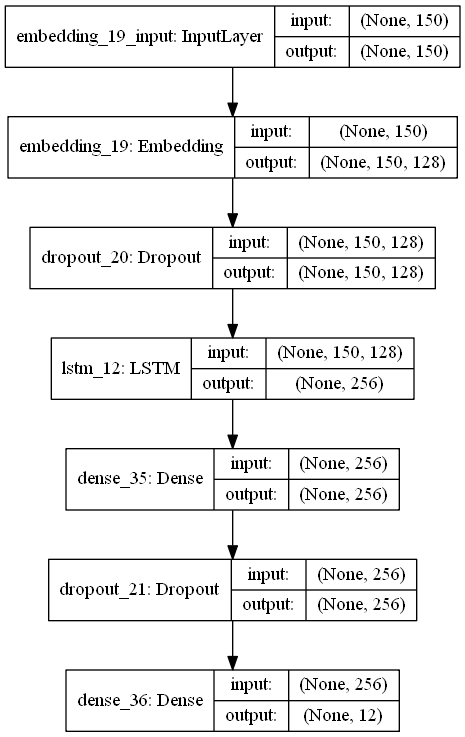 embedding_19_input: InputLayer
input: (None, 150)
output: (None, 150)
embedding_19: Embedding
input: (None, 150)
output: (None, 150, 128)
dropout_20: Dropout
input: (None, 150, 128)
output: (None, 150, 128)
lstm_12: LSTM
input: (None, 150, 128)
output: (None, 256)
dense_35: Dense
input: (None, 256)
output: (None, 256)
dropout_21: Dropout
input: (None, 256)
output: (None, 256)
dense_36: Dense
input: (None, 256)
output: (None, 12)